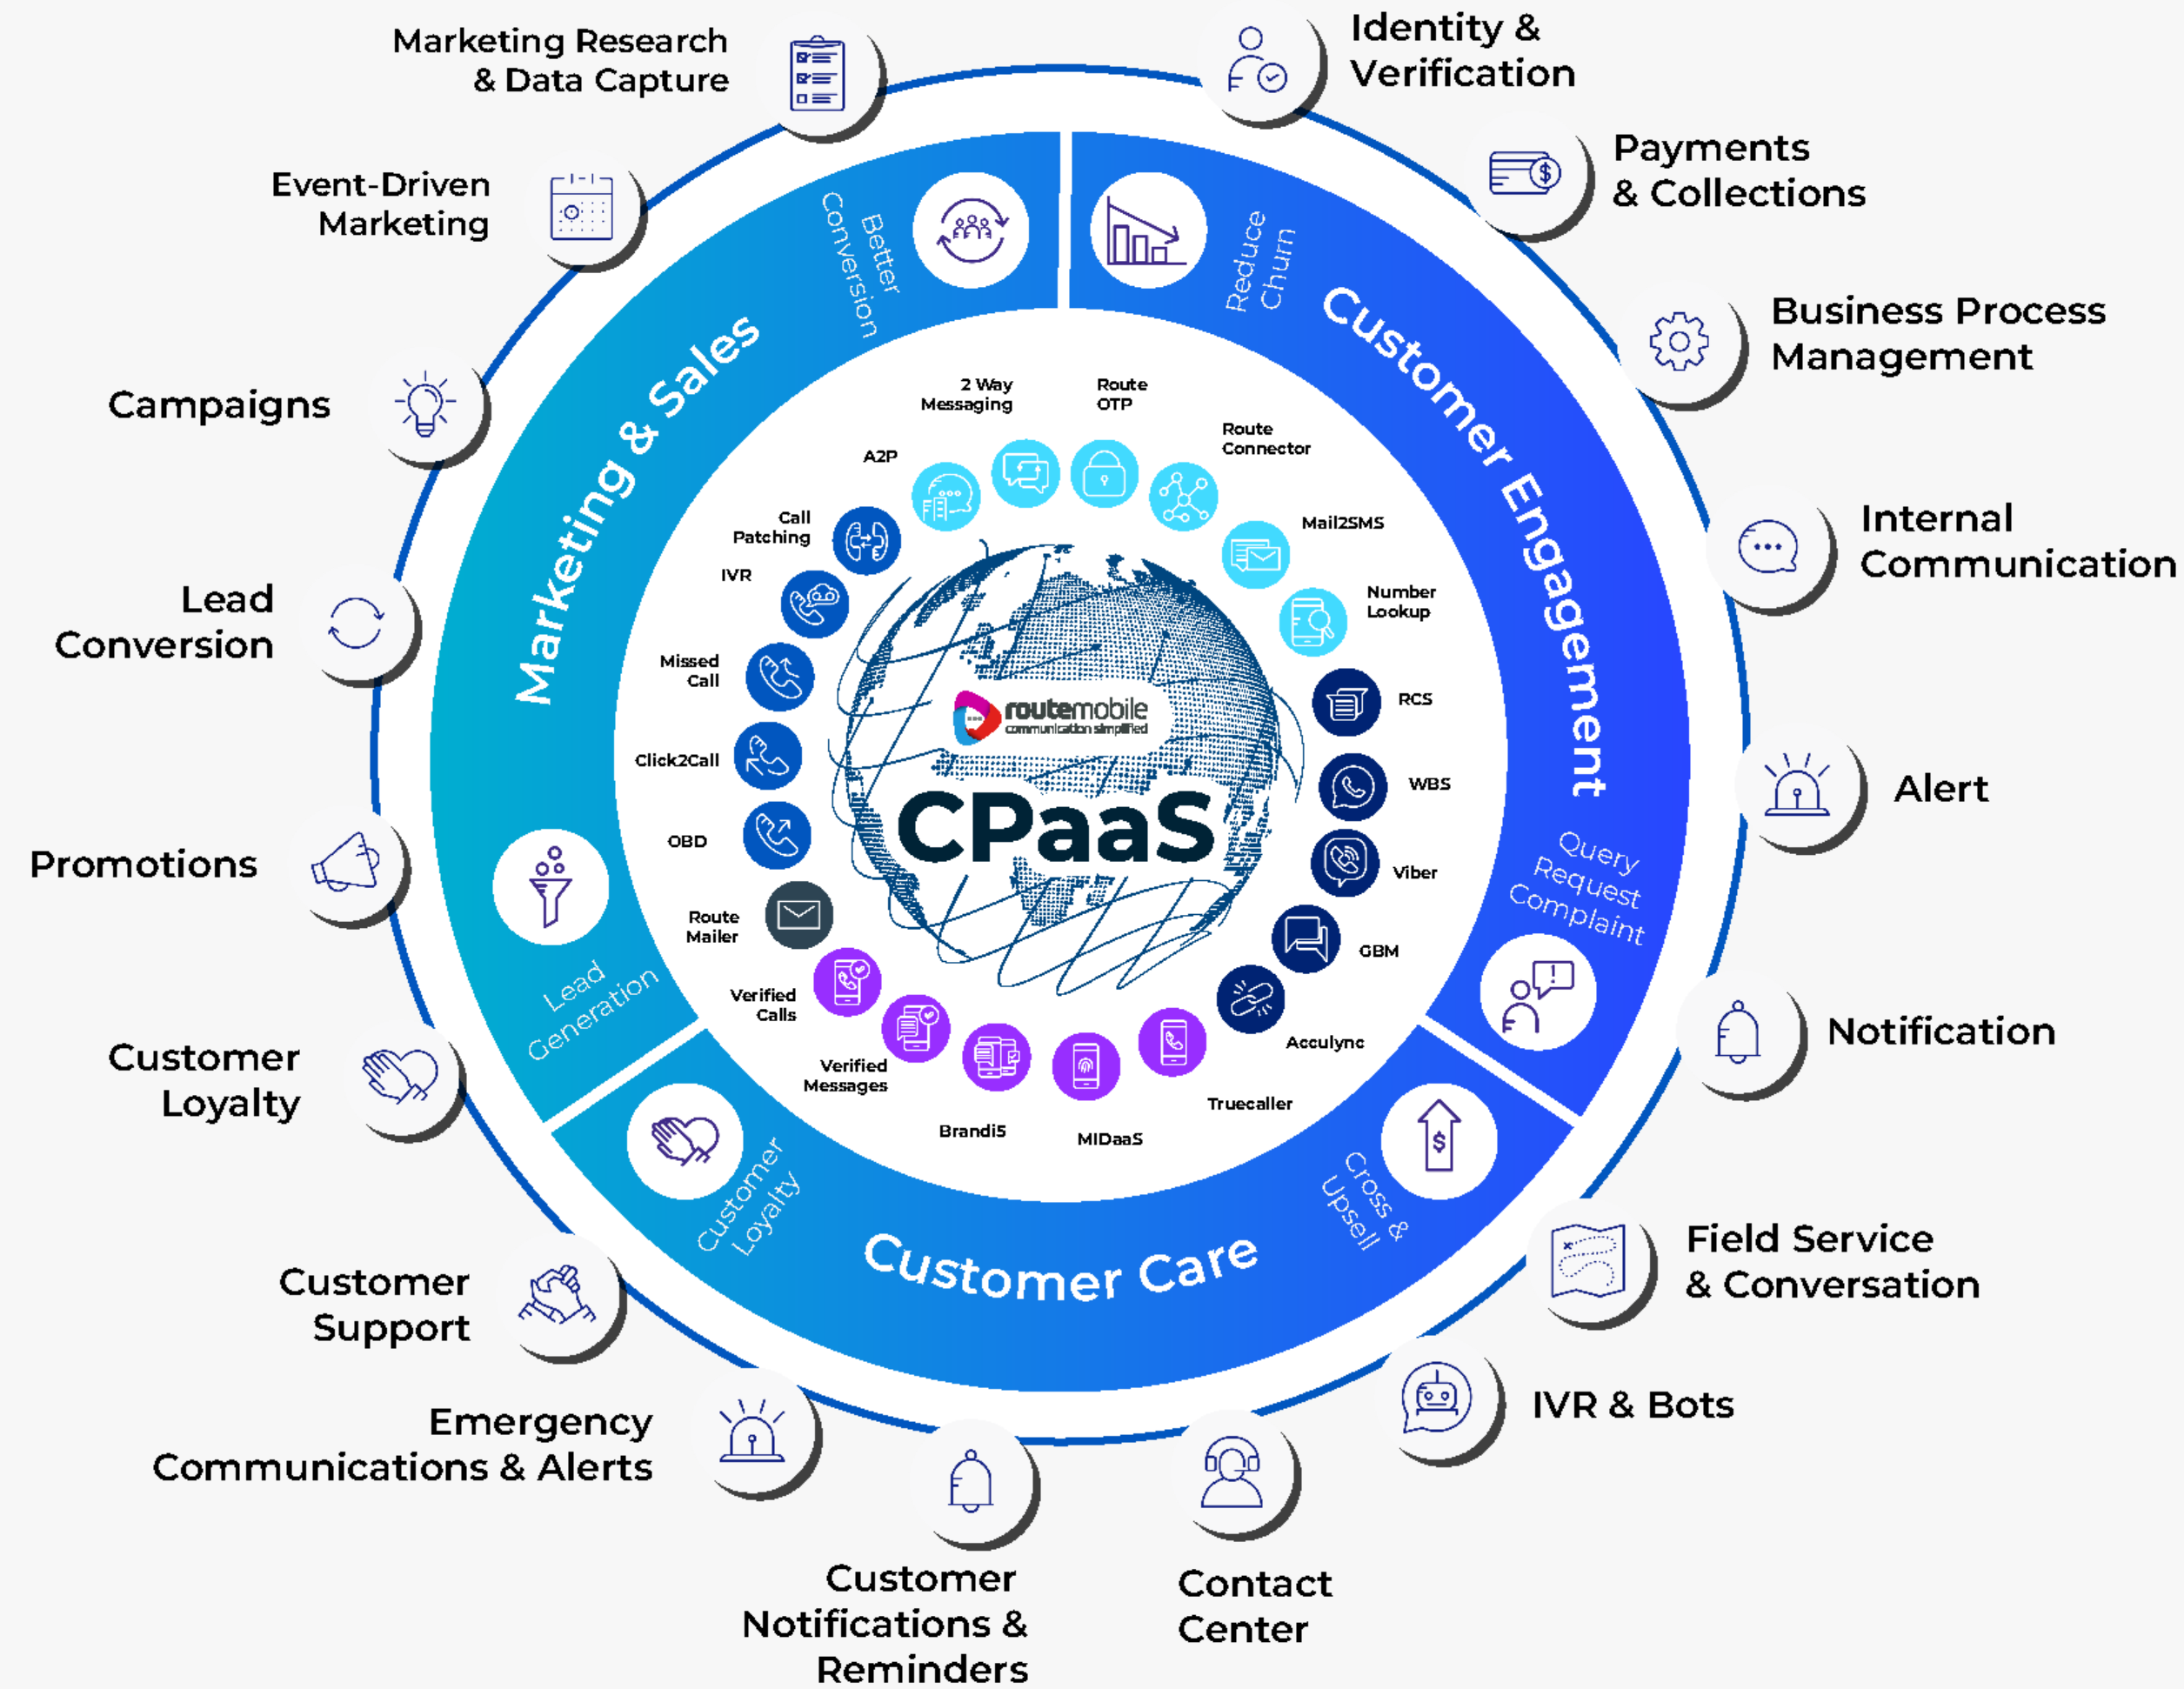 Marketing Research
& Data Capture
Identity &
Verification
Event-Driven
Marketing
Payments
& Collections
Campaigns
Business Process
Management
Lead
Conversion
Internal
Communication
Promotions
Alert
Customer
Loyalty
Notification
Customer
Support
Field Service
& Conversation
Emergency
Communications & Alerts
IVR & Bots
Customer
Notifications &
Reminders
Contact
Center
Marketing & Sales
Better
Conversion
Lead
Generation
Customer Engagement
Reduce
Churn
Query
Request
Complaint
Customer Care
Customer
Loyalty
Cross &
Upsell
2 Way
Messaging
Route
OTP
Route
Connector
Mail2SMS
Number
Lookup
RCS
WBS
Viber
GBM
Acculync
Truecaller
MIDaaS
Brandi5
Verified
Messages
Verified
Calls
Route
Mailer
OBD
Click2Call
Missed
Call
IVR
Call
Patching
A2P
routemobile
communication simplified
CPaaS